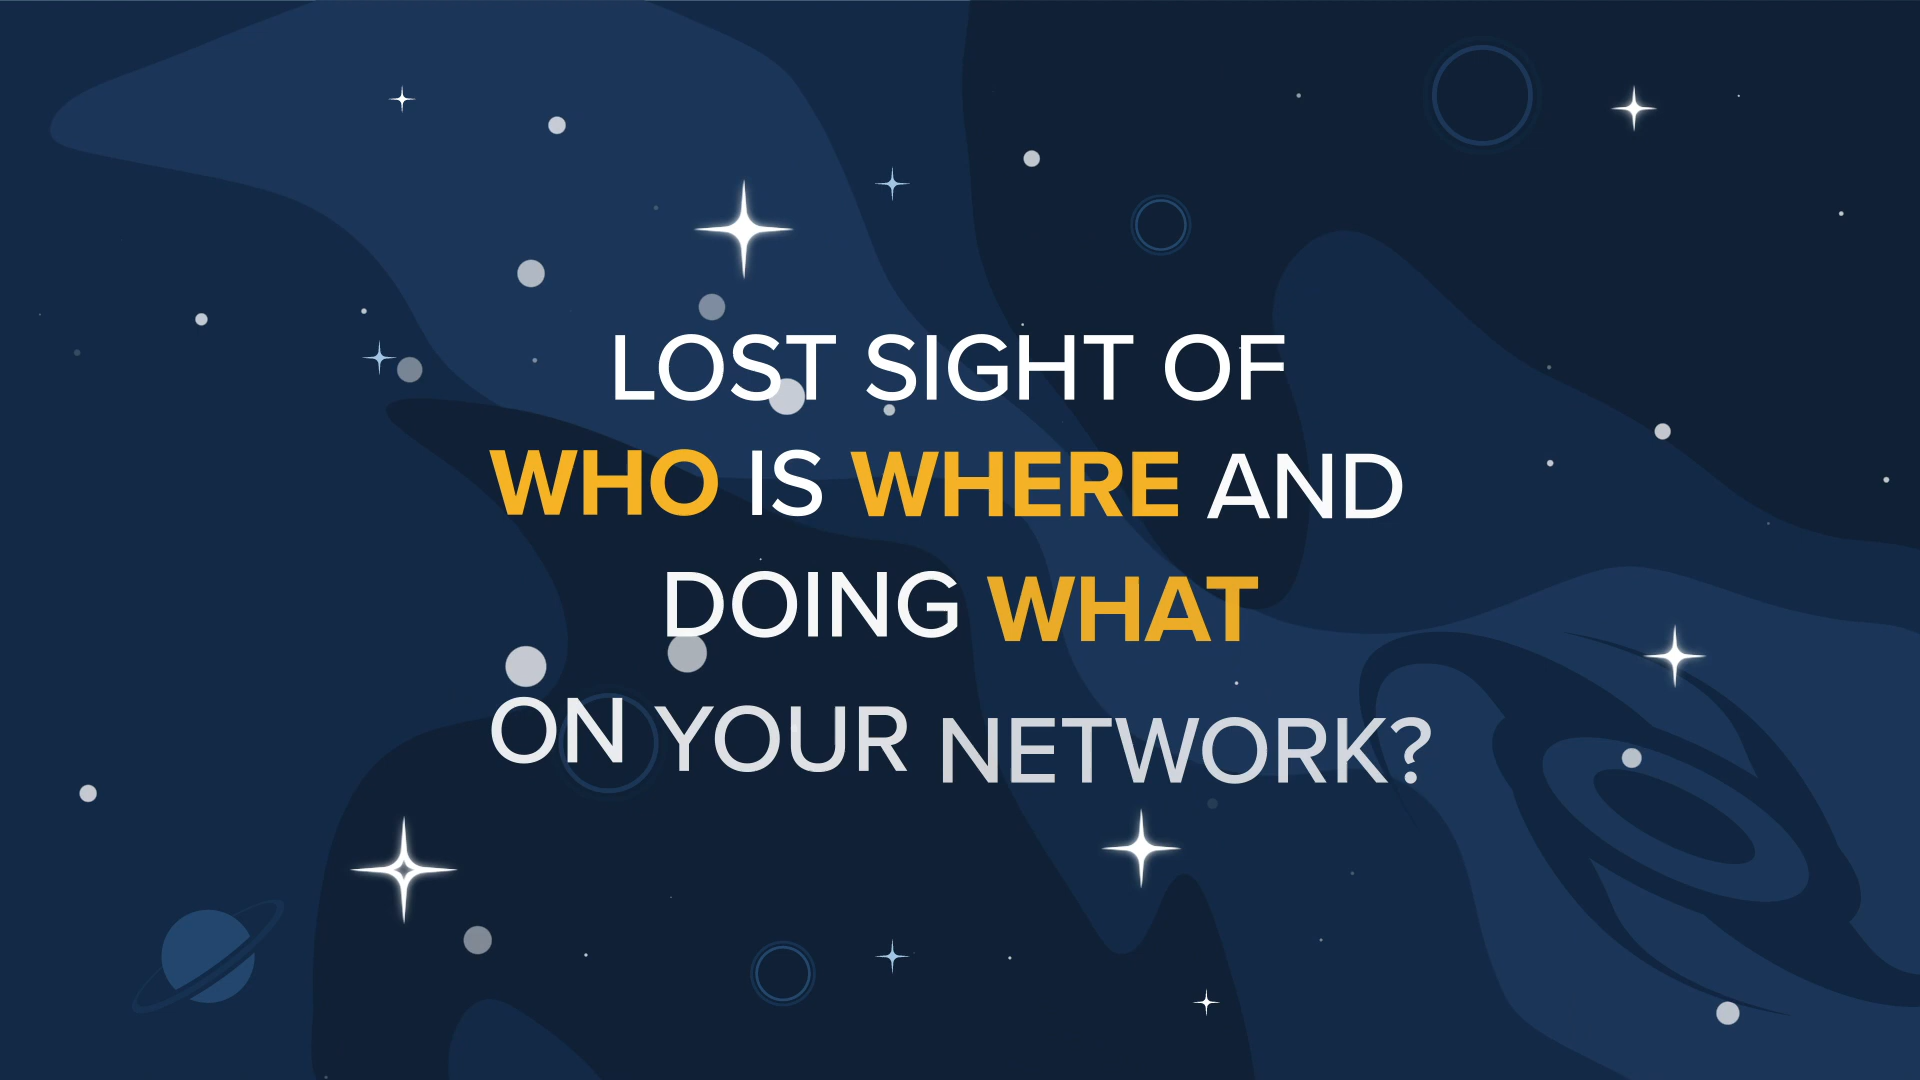 LOST SIGHT OF
WHO IS WHERE AND
DOING WHAT
ON YOUR NETWORK?